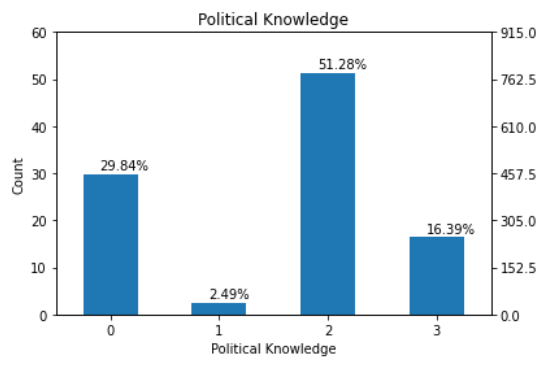 Political Knowledge
60 915.0
51.28%
50 762.5
40 610.0
29.84%
30 457.5
Count
20 305.0
16.39%
10 152.5
2.49%
0 0.0
0 1 2 3
Political Knowledge